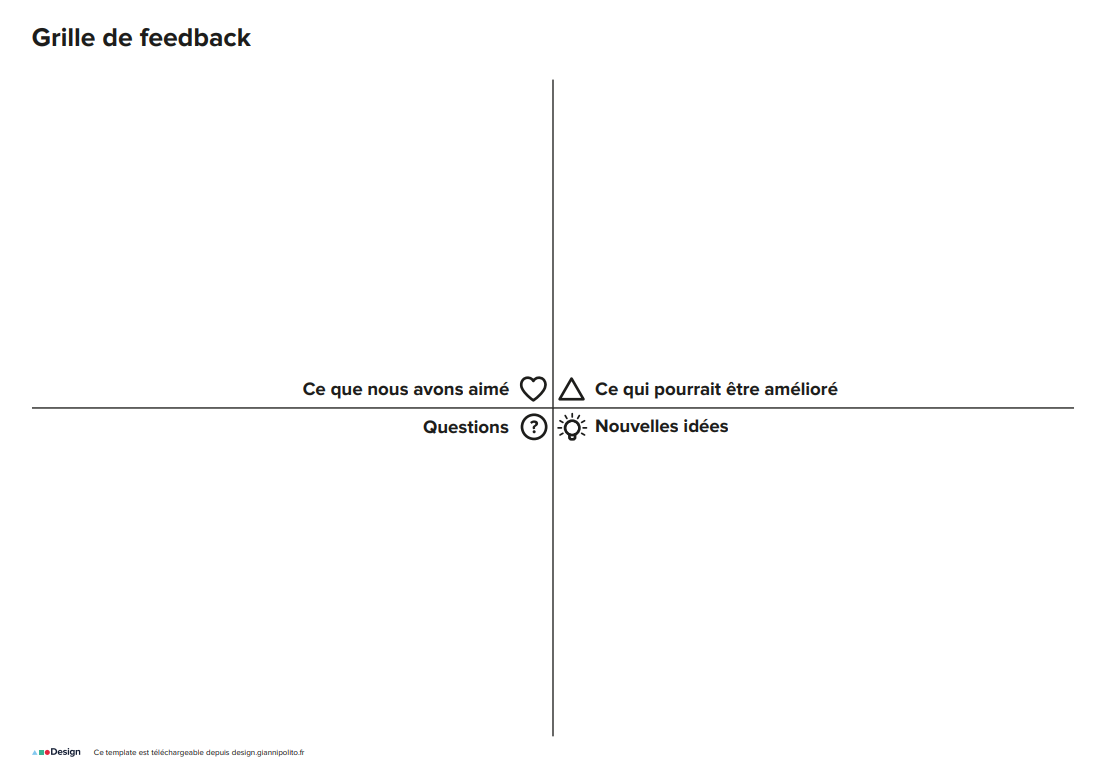 Grille de feedback
Ce que nous avons aimé
Ce qui pourrait être amélioré
Questions
?
Nouvelles idées
Design
Ce template est téléchargeable depuis design.giannipolito.fr